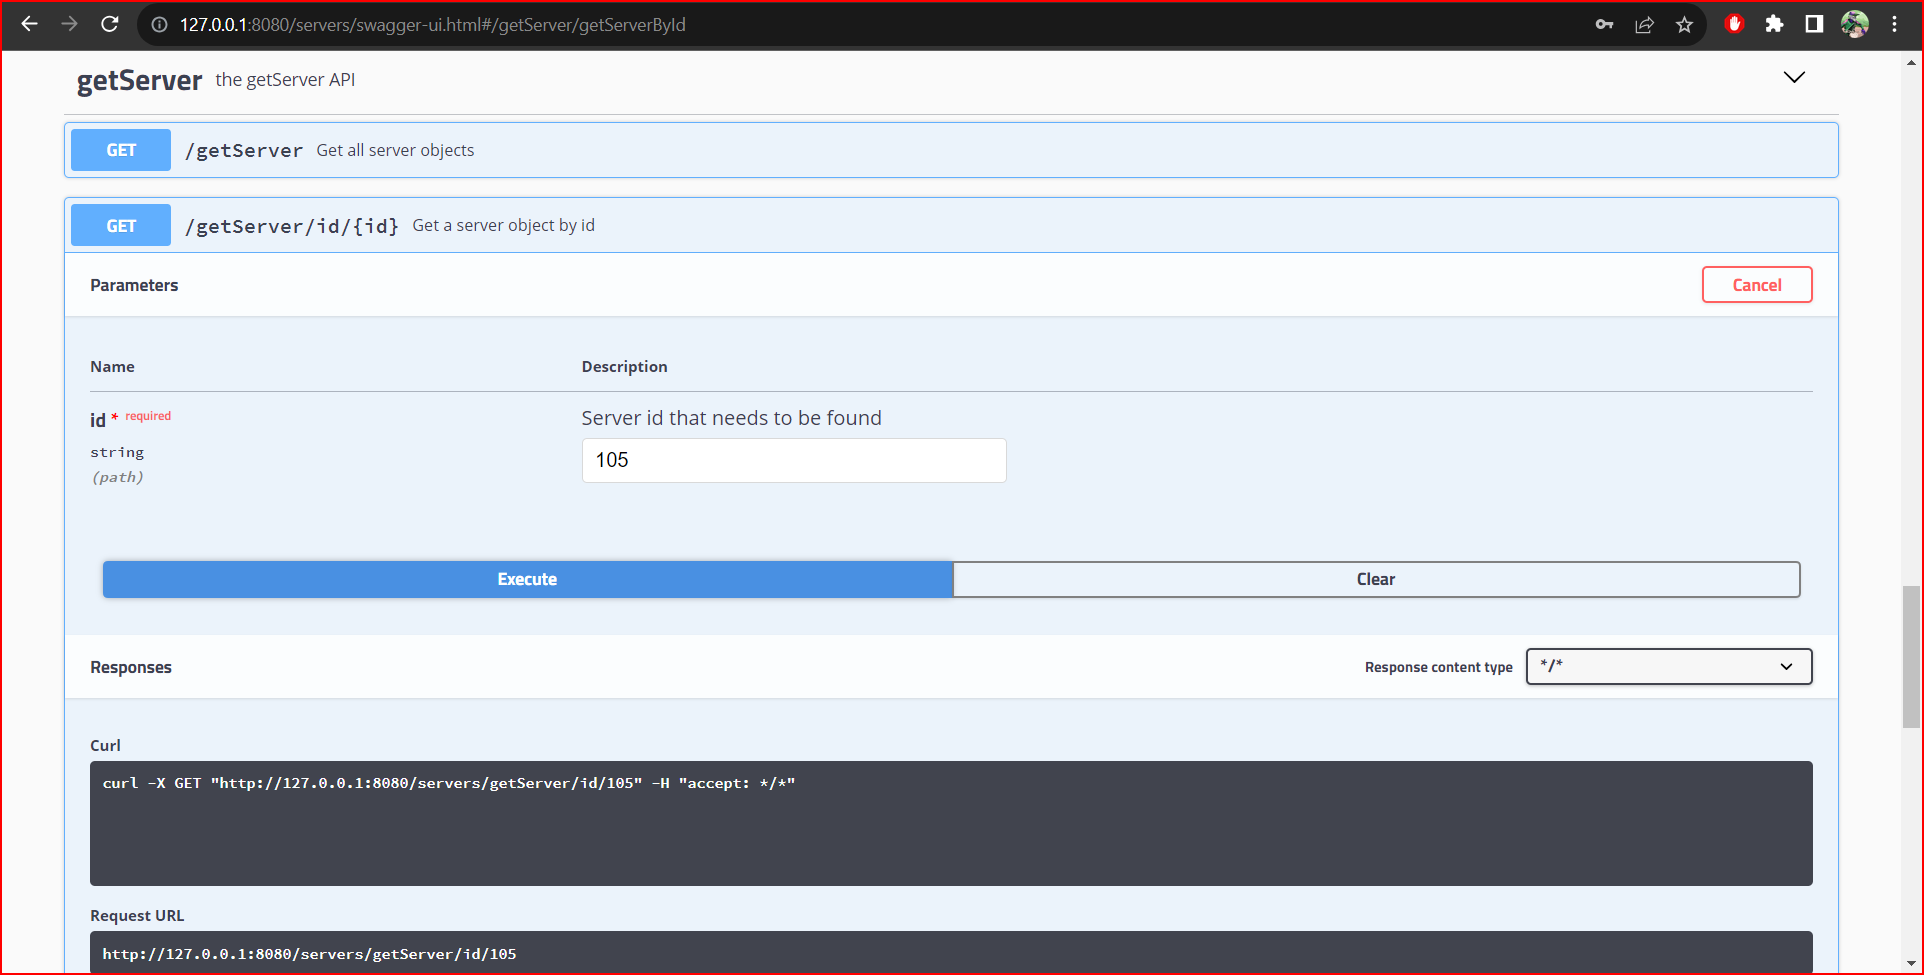 127.0.0.1:8080/servers/swagger-ui.html#/getServer/getServerById
getServer the getServer API
GET /getServer Get all server objects
GET /getServer/id/{id} Get a server object by id
Parameters Cancel
Name Description
id * required Server id that needs to be found
string 105
(path)
Execute Clear
Responses Response content type */*
Curl
curl -X GET "http://127.0.0.1:8080/servers/getServer/id/105" -H "accept: */*"
Request URL
http://127.0.0.1:8080/servers/getServer/id/105